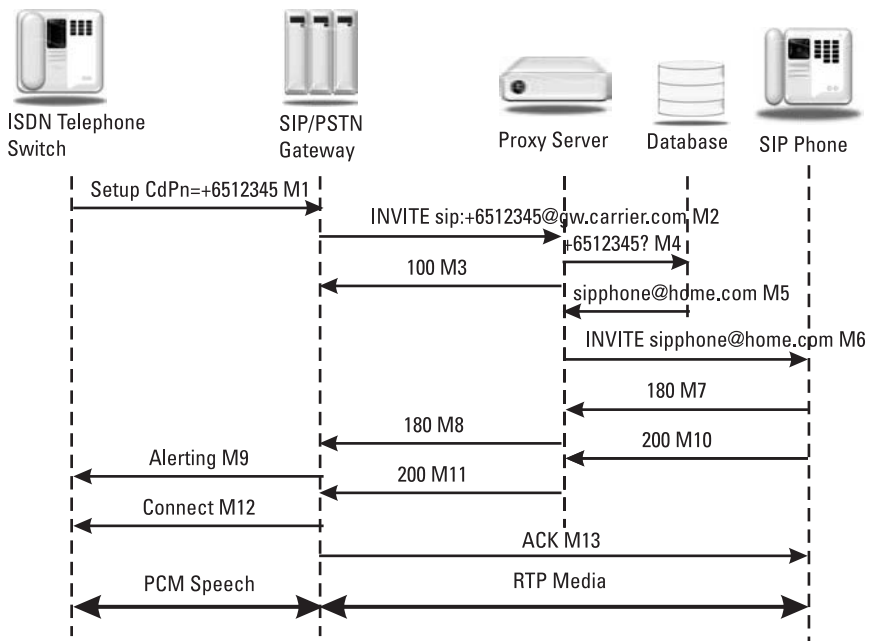 ISDN Telephone
Switch
SIP/PSTN
Gateway
Proxy Server
Database
SIP Phone
Setup CdPn=+6512345 M1
INVITE sip:+6512345@gw.carrier.com M2
+6512345? M4
100 M3
sipphone@home.com M5
INVITE sipphone@home.com M6
180 M7
180 M8
200 M10
Alerting M9
200 M11
Connect M12
ACK M13
PCM Speech
RTP Media